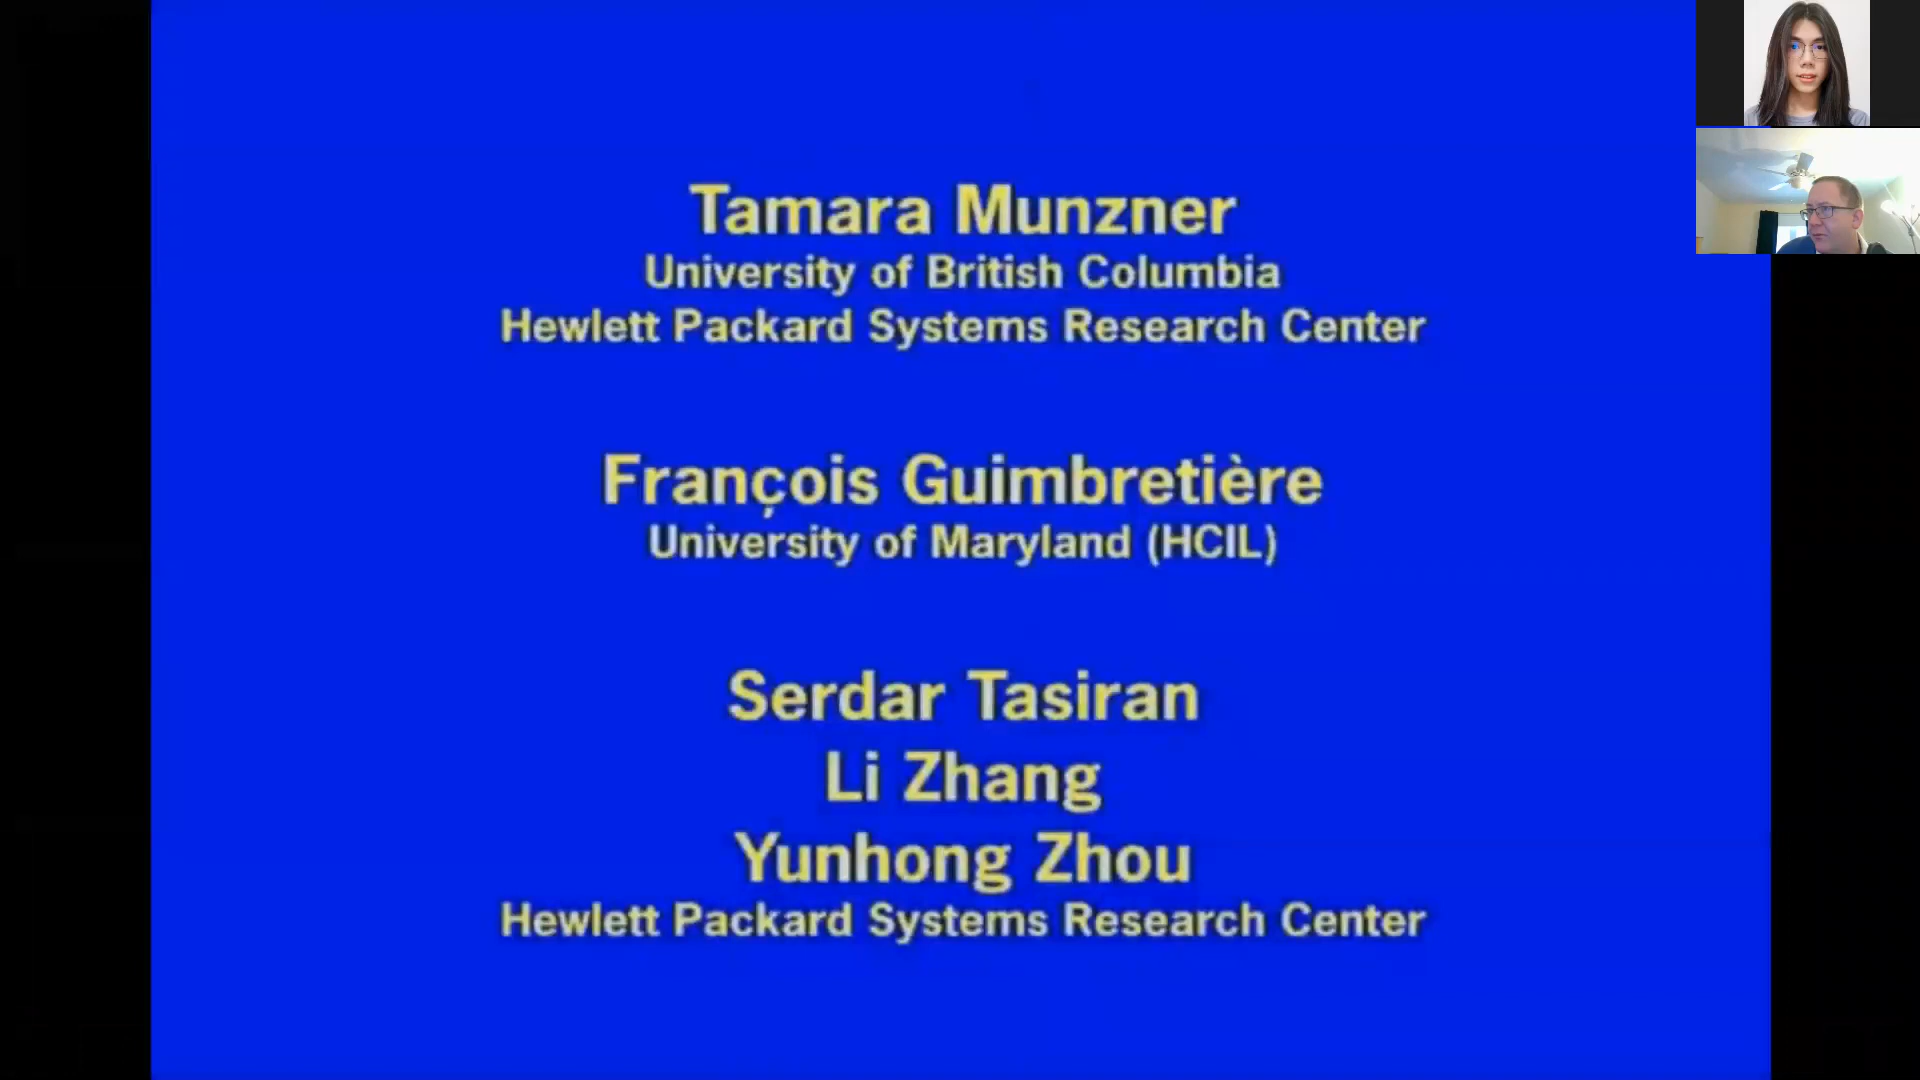 Tamara Munzner
University of British Columbia
Hewlett Packard Systems Research Center
François Guimbretière
University of Maryland (HCIL)
Serdar Tasiran
Li Zhang
Yunhong Zhou
Hewlett Packard Systems Research Center